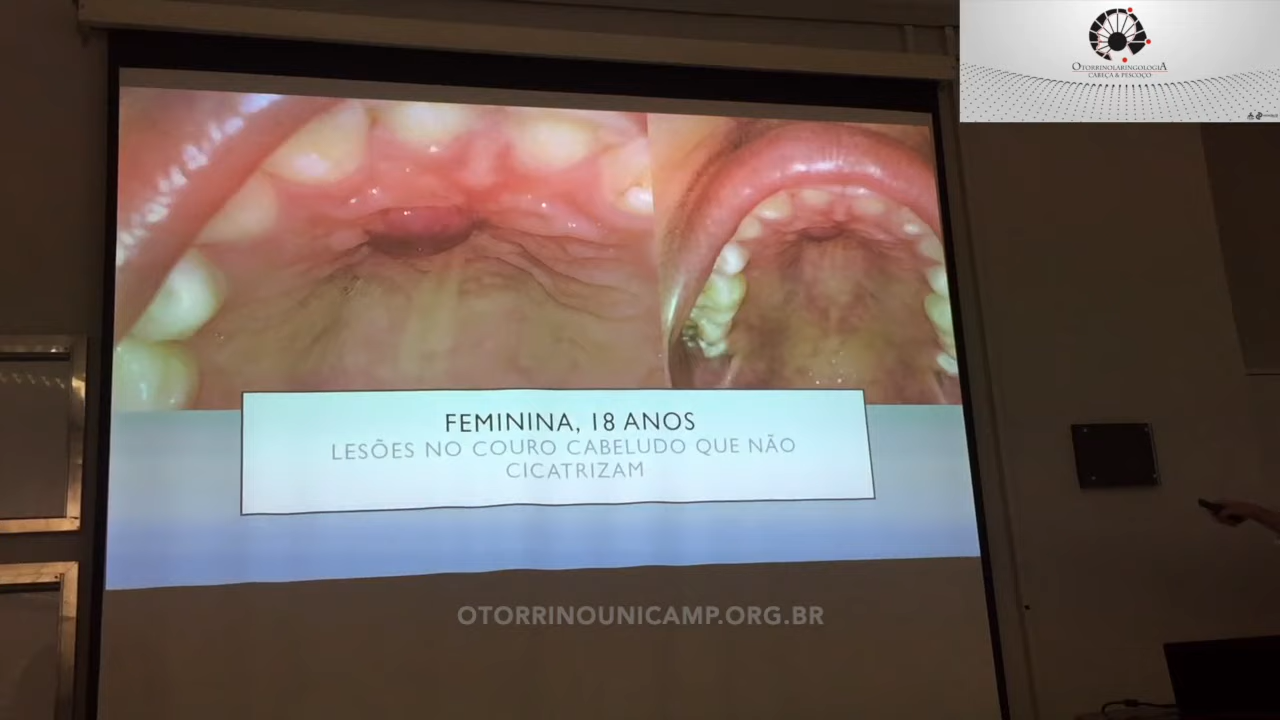 OTORRINOLARINGOLOGIA
CABEÇA & PESCOÇO
FEMININA, 18 ANOS
LESÕES NO COURO CABELUDO QUE NÃO
CICATRIZAM
OTORRINOUNICAMP.ORG.BR